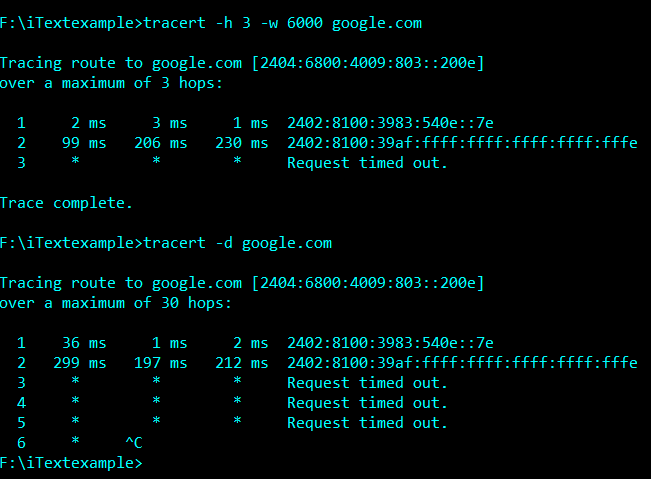 F:\iTextexample>tracert -h 3 -w 6000 google.com
Tracing route to google.com [2404:6800:4009:803::200e]
over a maximum of 3 hops:
1 2 ms 3 ms 1 ms 2402:8100:3983:540e::7e
2 99 ms 206 ms 230 ms 2402:8100:39af:ffff:ffff:ffff:ffff:fffe
3 * * * Request timed out.
Trace complete.
F:\iTextexample>tracert -d google.com
Tracing route to google.com [2404:6800:4009:803::200e]
over a maximum of 30 hops:
1 36 ms 1 ms 2 ms 2402:8100:3983:540e::7e
2 299 ms 197 ms 212 ms 2402:8100:39af:ffff:ffff:ffff:ffff:fffe
3 * * * Request timed out.
4 * * * Request timed out.
5 * * * Request timed out.
6 * ^C
F:\iTextexample>